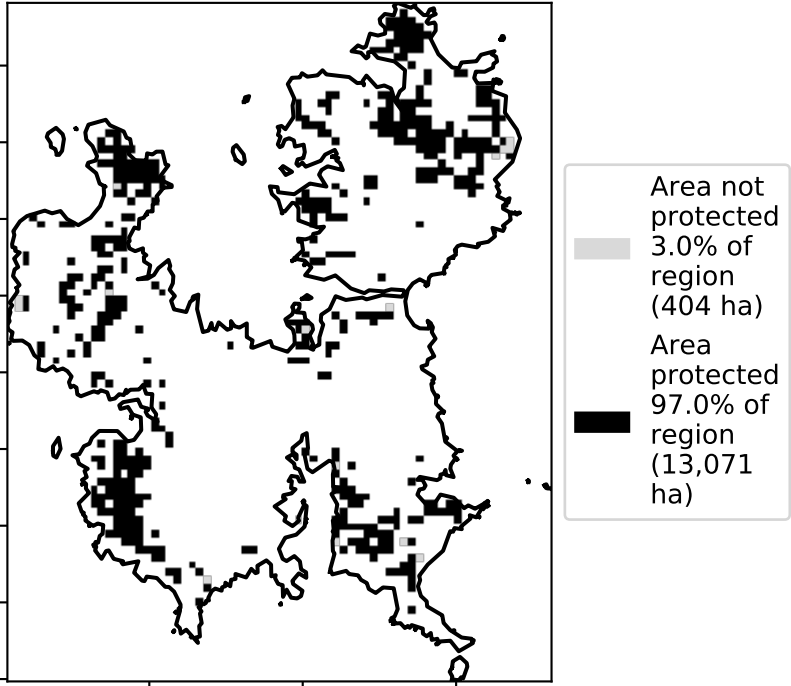 Area not
protected
3.0% of
region
(404 ha)
Area
protected
97.0% of
region
(13,071
ha)